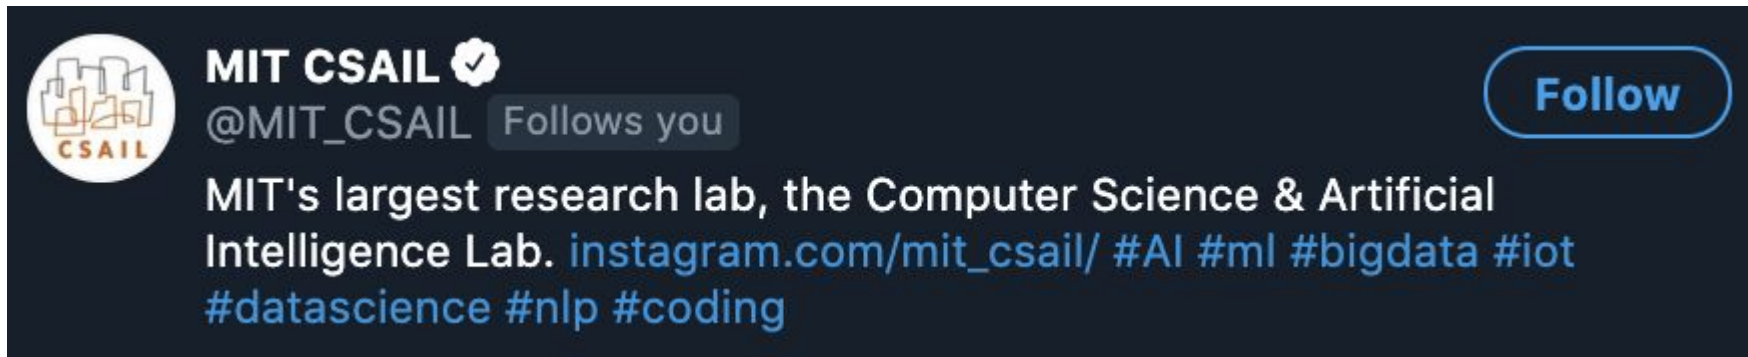 CSAIL
MIT CSAIL
@MIT_CSAIL Follows you
Follow
MIT's largest research lab, the Computer Science & Artificial
Intelligence Lab. instagram.com/mit_csail/ #AI #ml #bigdata #iot
#datascience #nlp #coding